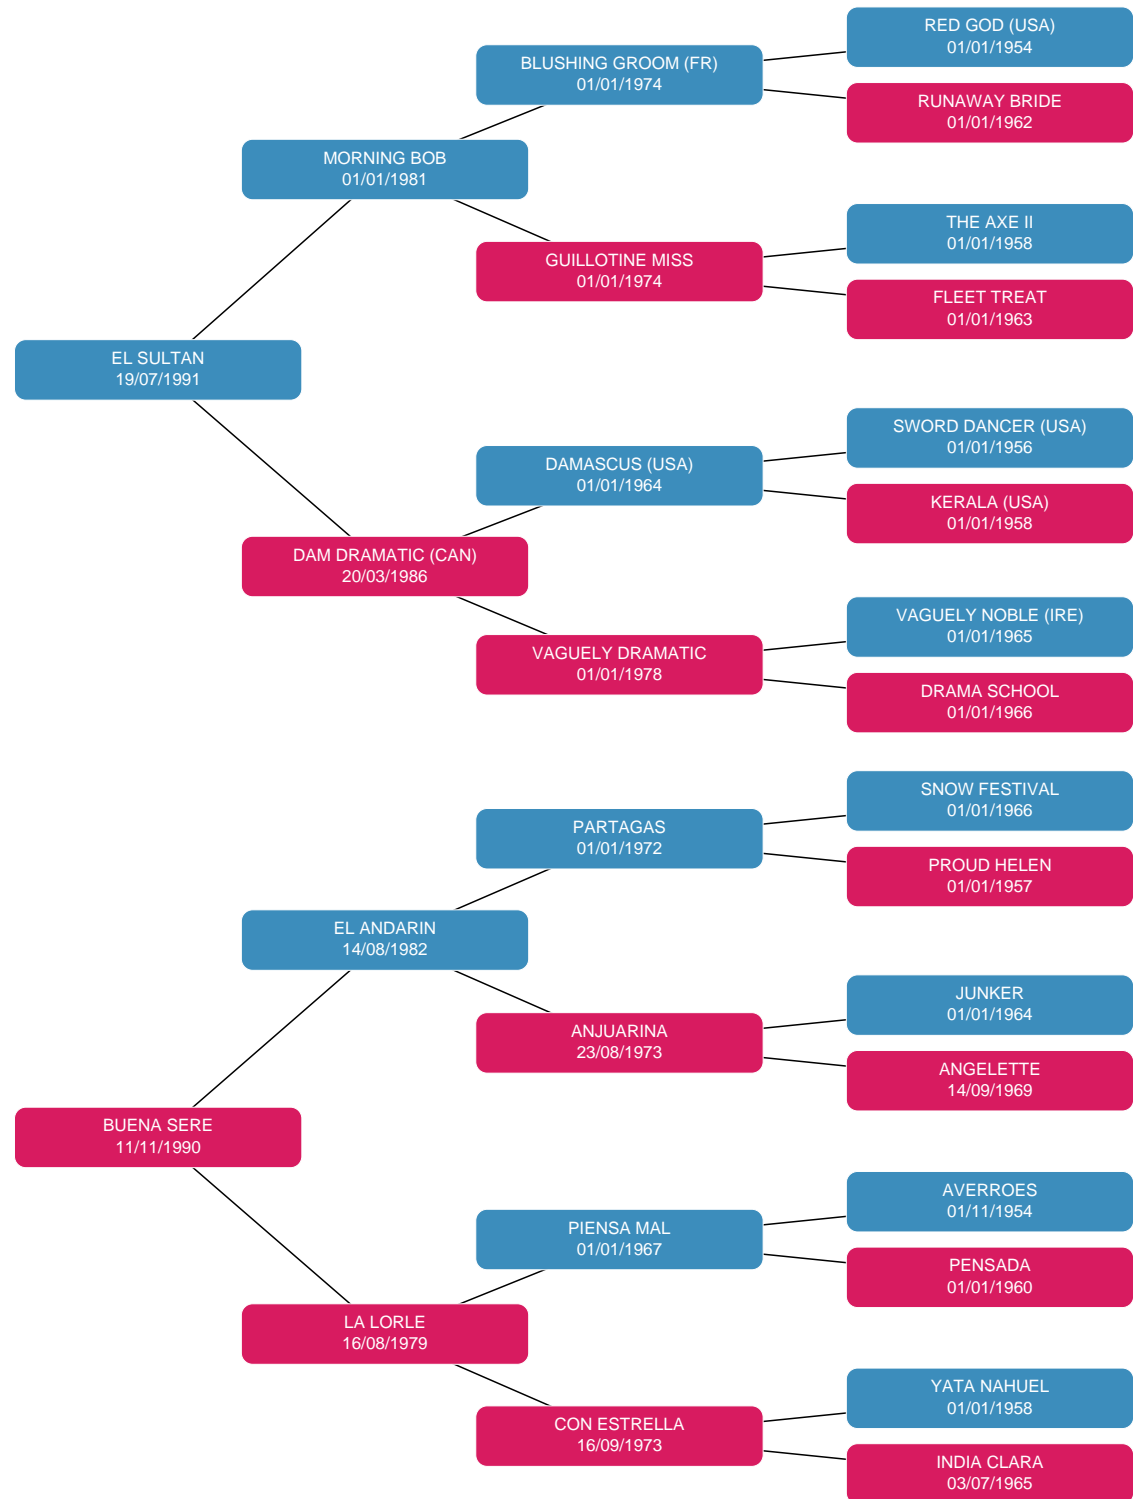 RED GOD (USA)
01/01/1954
BLUSHING GROOM (FR)
01/01/1974
RUNAWAY BRIDE
01/01/1962
MORNING BOB
01/01/1981
THE AXE II
01/01/1958
GUILLOTINE MISS
01/01/1974
FLEET TREAT
01/01/1963
EL SULTAN
19/07/1991
SWORD DANCER (USA)
01/01/1956
DAMASCUS (USA)
01/01/1964
KERALA (USA)
01/01/1958
DAM DRAMATIC (CAN)
20/03/1986
VAGUELY NOBLE (IRE)
01/01/1965
VAGUELY DRAMATIC
01/01/1978
DRAMA SCHOOL
01/01/1966
SNOW FESTIVAL
01/01/1966
PARTAGAS
01/01/1972
PROUD HELEN
01/01/1957
EL ANDARIN
14/08/1982
JUNKER
01/01/1964
ANJUARINA
23/08/1973
ANGELETTE
14/09/1969
BUENA SERE
11/11/1990
AVERROES
01/11/1954
PIENSA MAL
01/01/1967
PENSADA
01/01/1960
LA LORLE
16/08/1979
YATA NAHUEL
01/01/1958
CON ESTRELLA
16/09/1973
INDIA CLARA
03/07/1965